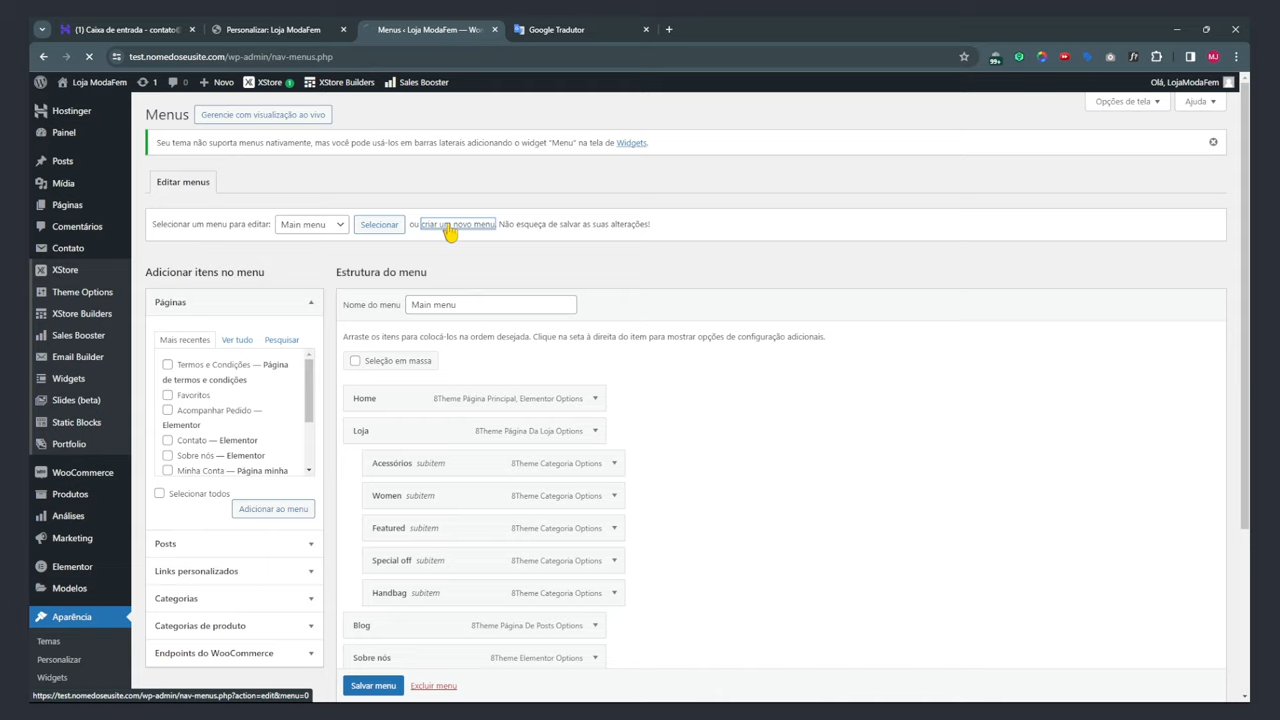 (1) Caixa de entrada - contato@
Personalizar: Loja ModaFem
Menus ‹ Loja ModaFem — Wo
Google Tradutor
test.nomedoseusite.com/wp-admin/nav-menus.php
99+
MJ
Loja ModaFem
1
0
Novo
XStore 1
XStore Builders
Sales Booster
Olá, LojaModaFem
Hostinger
Painel
Posts
Mídia
Páginas
Comentários
Contato
XStore
Theme Options
XStore Builders
Sales Booster
Email Builder
Widgets
Slides (beta)
Static Blocks
Portfolio
WooCommerce
Produtos
Análises
Marketing
Elementor
Modelos
Aparência
Temas
Personalizar
Widgets
Menus
Gerencie com visualização ao vivo
Opções de tela
Ajuda
Seu tema não suporta menus nativamente, mas você pode usá-los em barras laterais adicionando o widget "Menu" na tela de Widgets.
Editar menus
Selecionar um menu para editar: Main menu Selecionar ou criar um novo menu. Não esqueça de salvar as suas alterações!
Adicionar itens no menu
Páginas
Mais recentes
Ver tudo
Pesquisar
Termos e Condições — Página
de termos e condições
Favoritos
Acompanhar Pedido —
Elementor
Contato — Elementor
Sobre nós — Elementor
Minha Conta — Página minha
Selecionar todos
Adicionar ao menu
Posts
Links personalizados
Categorias
Categorias de produto
Endpoints do WooCommerce
Estrutura do menu
Nome do menu Main menu
Arraste os itens para colocá-los na ordem desejada. Clique na seta à direita do item para mostrar opções de configuração adicionais.
Seleção em massa
Home 8Theme Página Principal, Elementor Options
Loja 8Theme Página Da Loja Options
Acessórios subitem 8Theme Categoria Options
Women subitem 8Theme Categoria Options
Featured subitem 8Theme Categoria Options
Special off subitem 8Theme Categoria Options
Handbag subitem 8Theme Categoria Options
Blog 8Theme Página De Posts Options
Sobre nós 8Theme Elementor Options
Salvar menu
Excluir menu
https://test.nomedoseusite.com/wp-admin/nav-menus.php?action=edit&menu=0